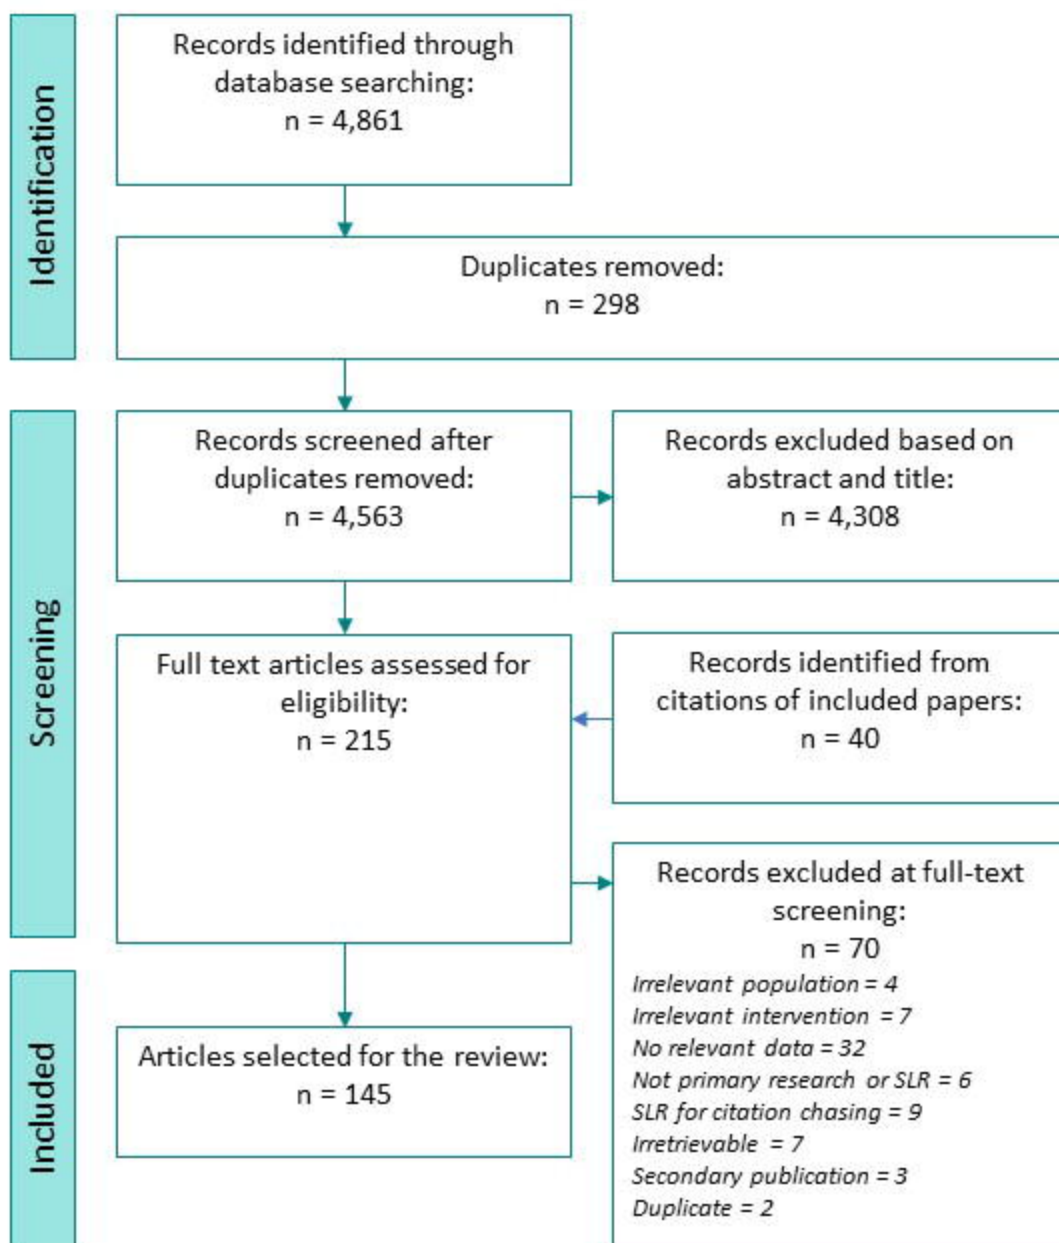 Identification
Records identified through
database searching:
n = 4,861
Duplicates removed:
n = 298
Screening
Records screened after
duplicates removed:
n = 4,563
Records excluded based on
abstract and title:
n = 4,308
Full text articles assessed for
eligibility:
n = 215
Records identified from
citations of included papers:
n = 40
Records excluded at full-text
screening:
n = 70
Irrelevant population = 4
Irrelevant intervention = 7
No relevant data = 32
Not primary research or SLR = 6
SLR for citation chasing = 9
Irretrievable = 7
Secondary publication = 3
Duplicate = 2
Included
Articles selected for the review:
n = 145